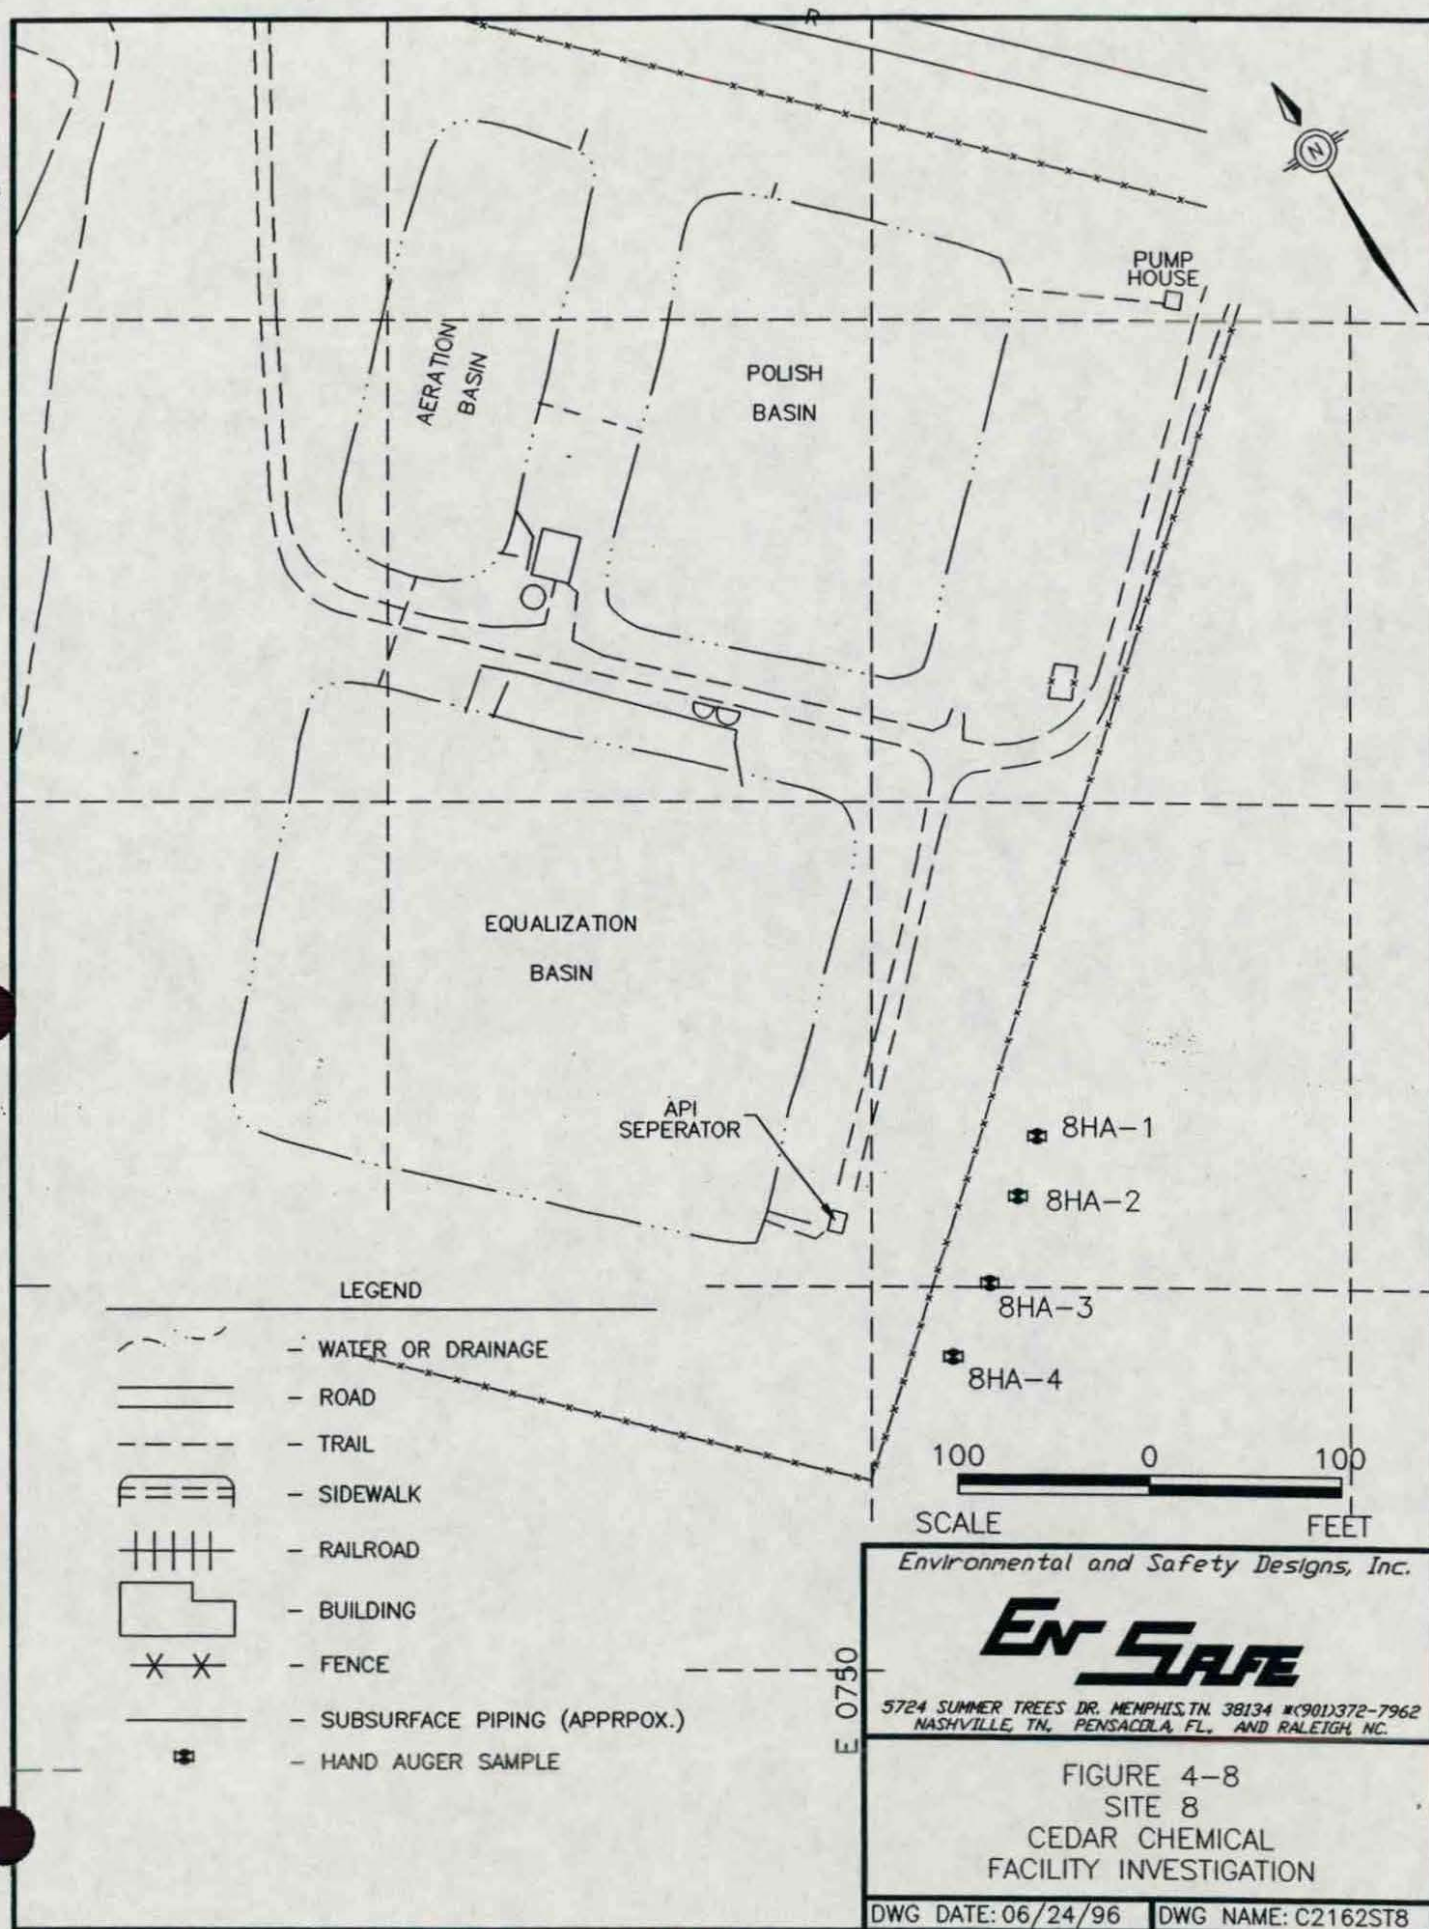 R
N
PUMP
HOUSE
AERATION
BASIN
POLISH
BASIN
EQUALIZATION
BASIN
API
SEPERATOR
8HA-1
8HA-2
8HA-3
8HA-4
LEGEND
- WATER OR DRAINAGE
- ROAD
- TRAIL
- SIDEWALK
- RAILROAD
- BUILDING
- FENCE
- SUBSURFACE PIPING (APPRPOX.)
- HAND AUGER SAMPLE
100 0 100
SCALE FEET
E 0750
Environmental and Safety Designs, Inc.
EnSafe
5724 SUMMER TREES DR. MEMPHIS, TN. 38134 (901)372-7962
NASHVILLE, TN. PENSACOLA, FL. AND RALEIGH, NC.
FIGURE 4-8
SITE 8
CEDAR CHEMICAL
FACILITY INVESTIGATION
DWG DATE: 06/24/96 DWG NAME: C2162ST8